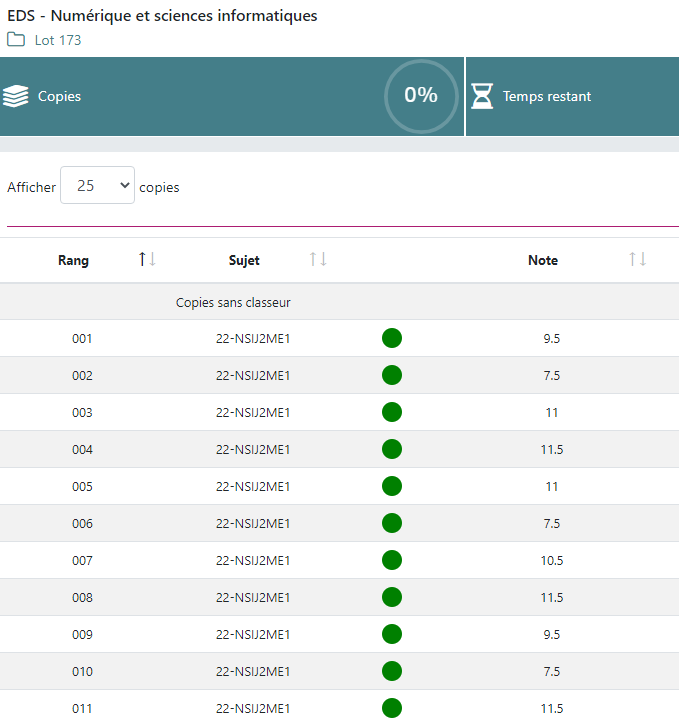 EDS - Numérique et sciences informatiques
Lot 173
Copies 0% Temps restant
Afficher 25 copies
Rang Sujet Note
Copies sans classeur
001 22-NSIJ2ME1 9.5
002 22-NSIJ2ME1 7.5
003 22-NSIJ2ME1 11
004 22-NSIJ2ME1 11.5
005 22-NSIJ2ME1 11
006 22-NSIJ2ME1 7.5
007 22-NSIJ2ME1 10.5
008 22-NSIJ2ME1 11.5
009 22-NSIJ2ME1 9.5
010 22-NSIJ2ME1 7.5
011 22-NSIJ2ME1 11.5